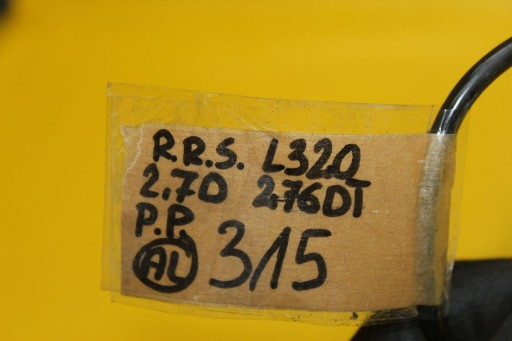 R.R.S. L320
2.7D 276DT
P.P.
AL 315